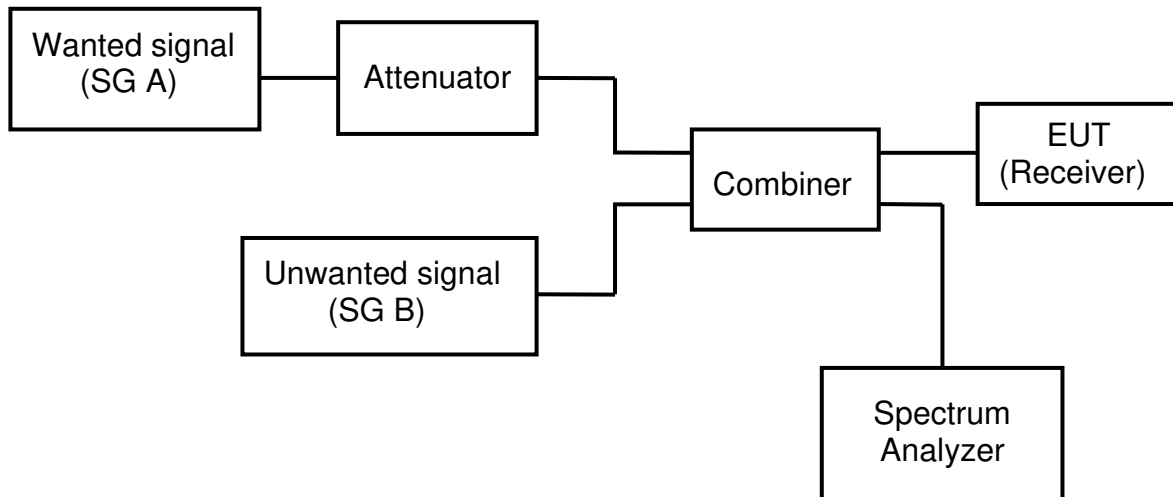 Wanted signal
(SG A)
Attenuator
EUT
(Receiver)
Combiner
Unwanted signal
(SG B)
Spectrum
Analyzer